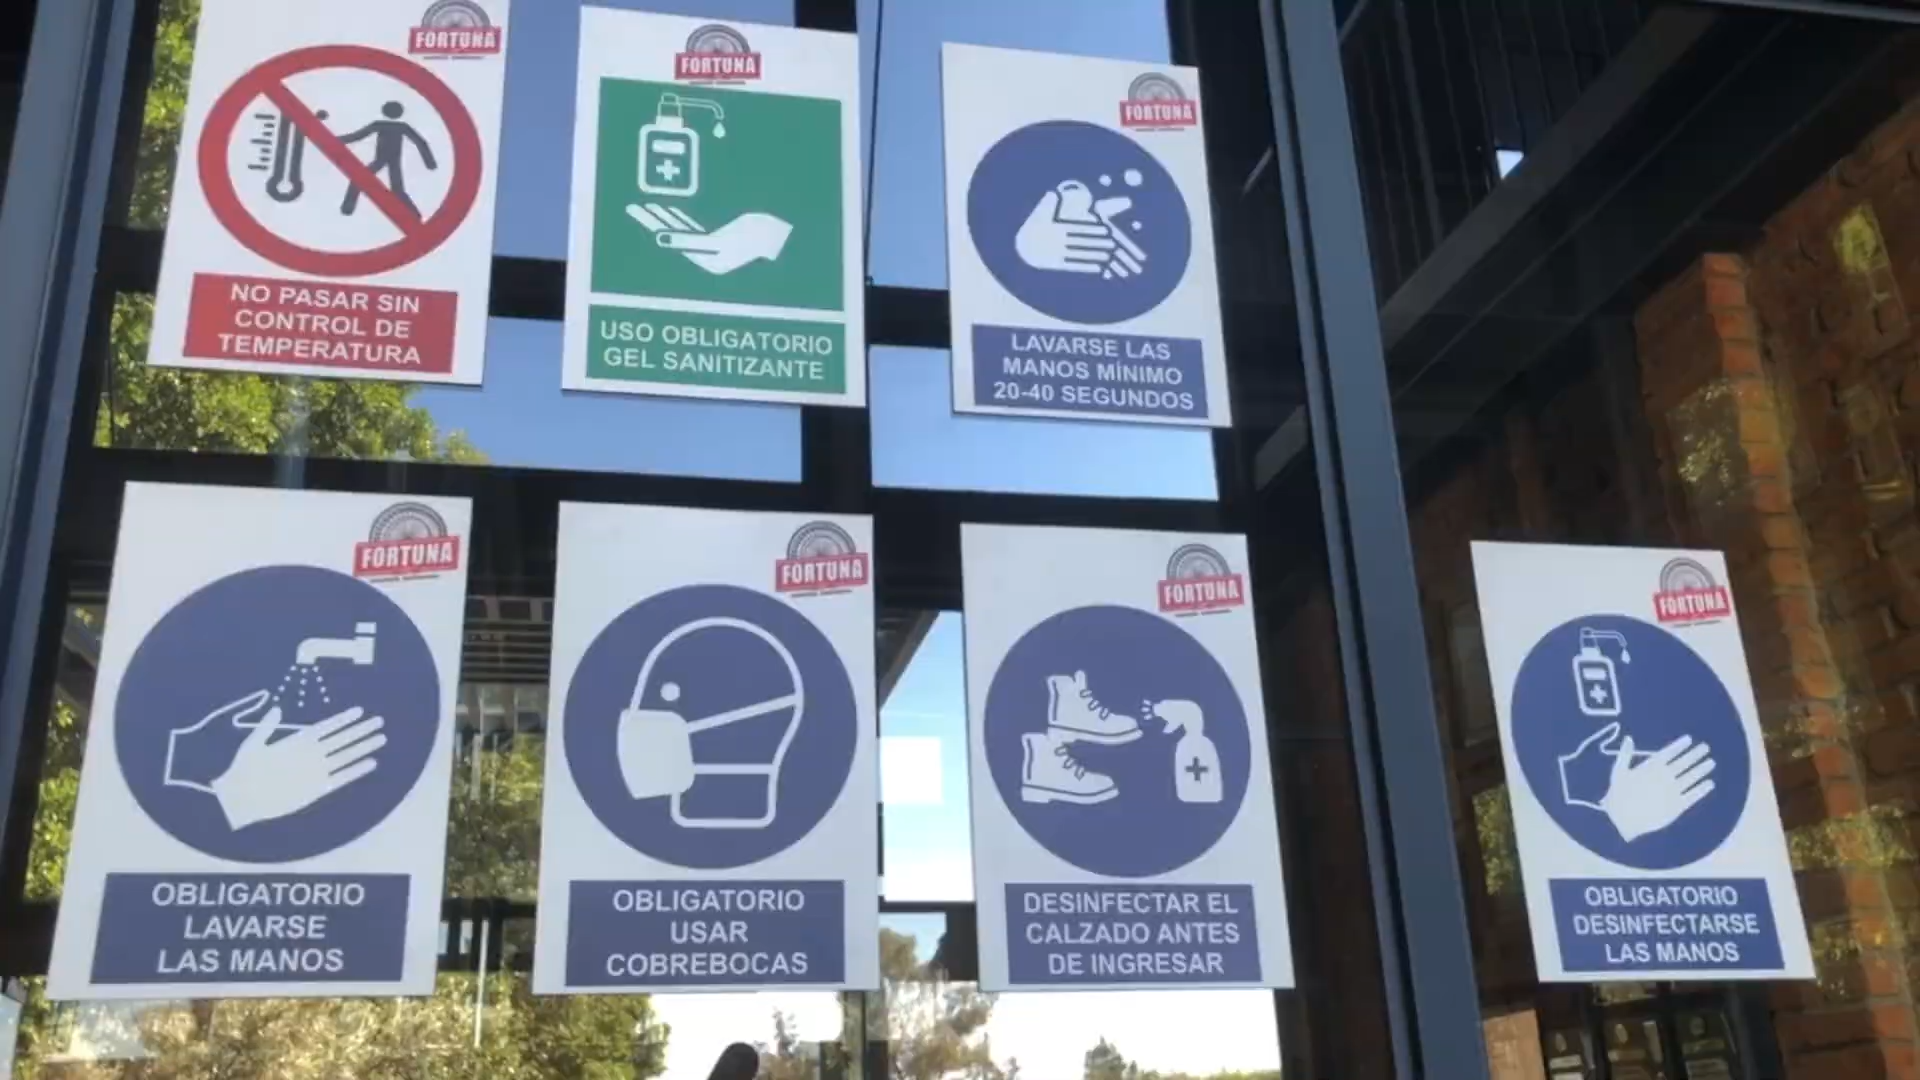 FORTUNA
NO PASAR SIN
CONTROL DE
TEMPERATURA
FORTUNA
USO OBLIGATORIO
GEL SANITIZANTE
FORTUNA
LAVARSE LAS
MANOS MÍNIMO
20-40 SEGUNDOS
FORTUNA
OBLIGATORIO
LAVARSE
LAS MANOS
FORTUNA
OBLIGATORIO
USAR
COBREBOCAS
FORTUNA
DESINFECTAR EL
CALZADO ANTES
DE INGRESAR
FORTUNA
OBLIGATORIO
DESINFECTARSE
LAS MANOS